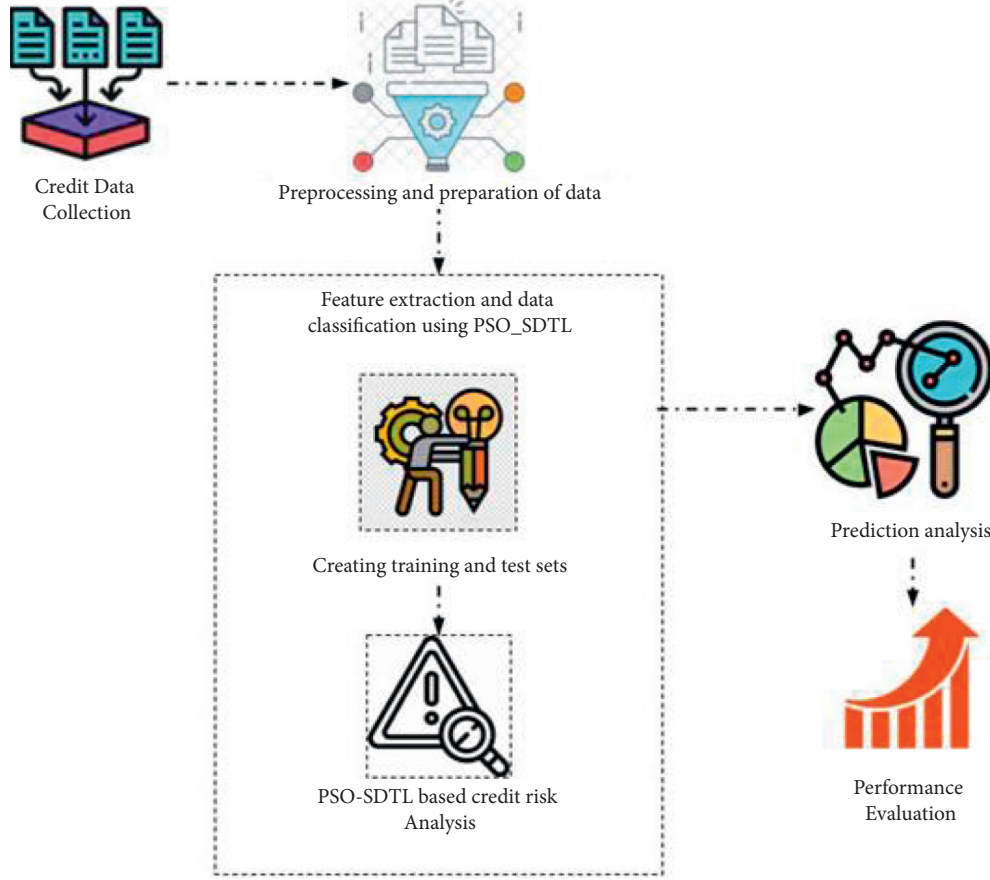 Credit Data
Collection
Preprocessing and preparation of data
Feature extraction and data
classification using PSO_SDTL
Creating training and test sets
PSO-SDTL based credit risk
Analysis
Prediction analysis
Performance
Evaluation